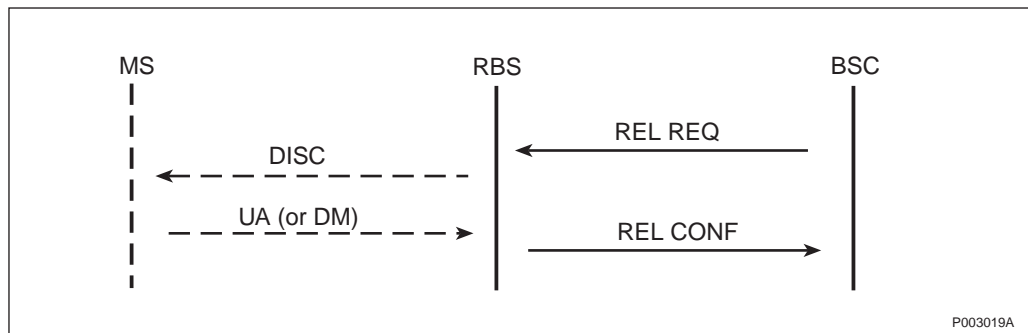 MS RBS BSC
REL REQ
DISC
UA (or DM)
REL CONF
P003019A